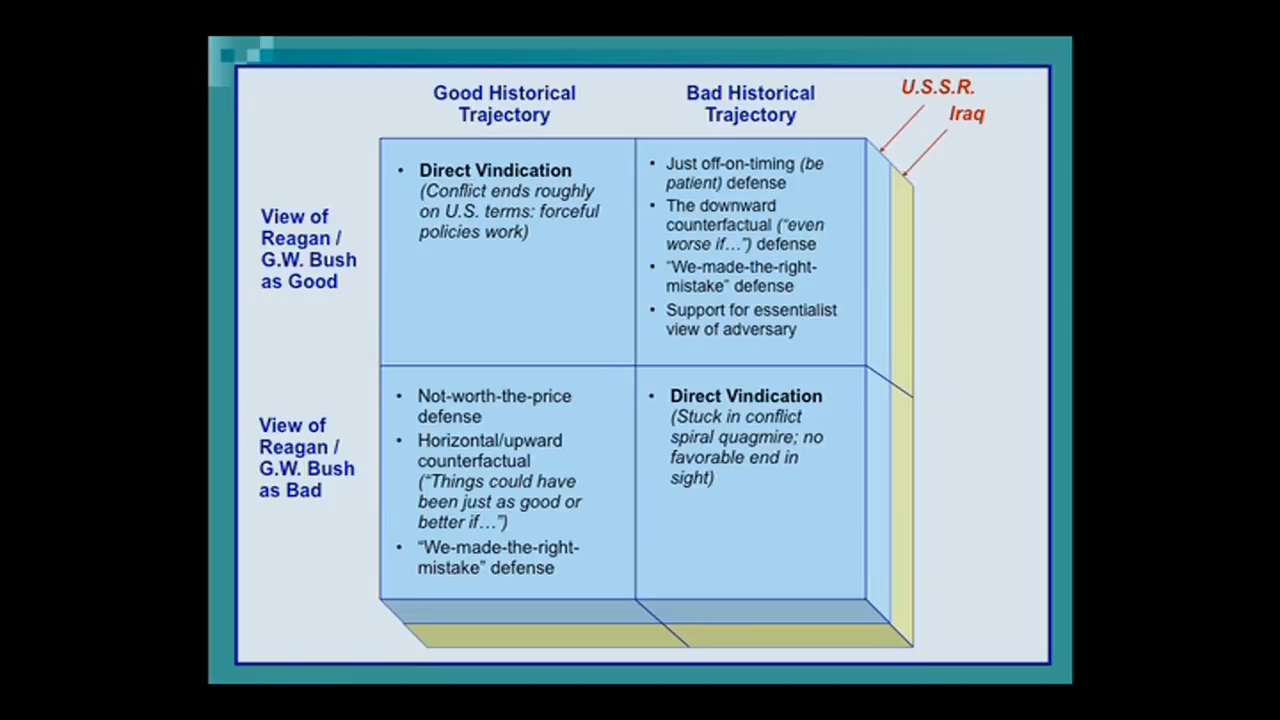 Good Historical
Trajectory
Bad Historical
Trajectory
U.S.S.R.
Iraq
View of
Reagan /
G.W. Bush
as Good
• Direct Vindication
(Conflict ends roughly
on U.S. terms: forceful
policies work)
• Just off-on-timing (be
patient) defense
• The downward
counterfactual (“even
worse if…”) defense
• “We-made-the-right-
mistake” defense
• Support for essentialist
view of adversary
View of
Reagan /
G.W. Bush
as Bad
• Not-worth-the-price
defense
• Horizontal/upward
counterfactual
(“Things could have
been just as good or
better if…”)
• “We-made-the-right-
mistake” defense
• Direct Vindication
(Stuck in conflict
spiral quagmire; no
favorable end in
sight)